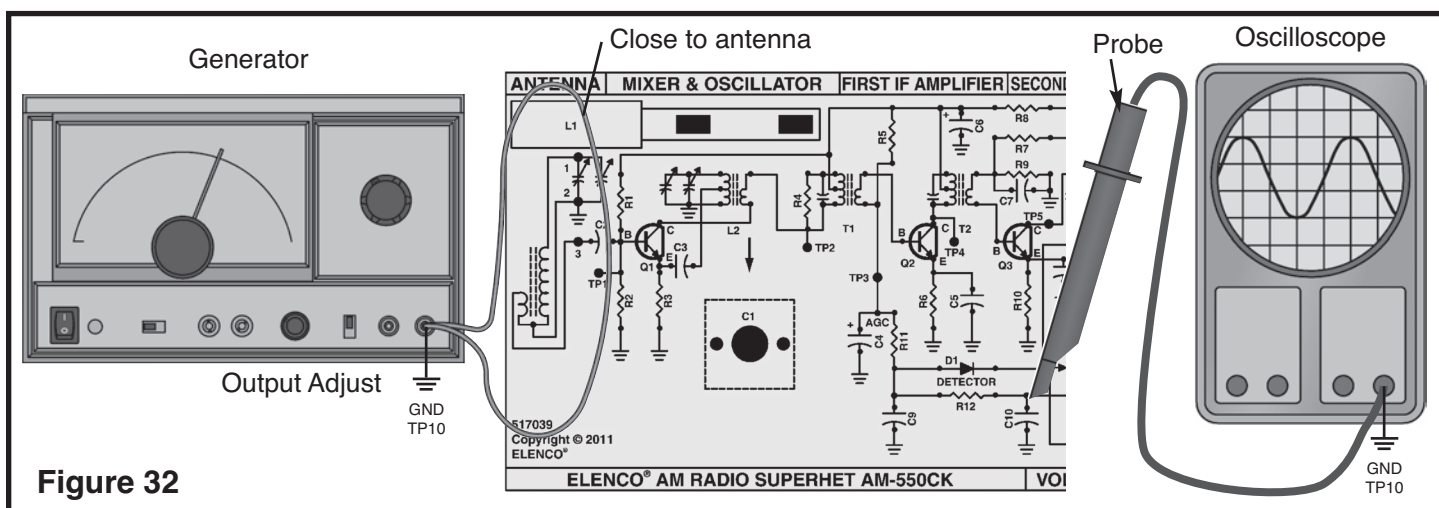 Generator
Close to antenna
Probe
Oscilloscope
ANTENNA
MIXER & OSCILLATOR
FIRST IF AMPLIFIER
SECOND
L1
1
2
3
R1
B
C
E
Q1
C3
TP1
R2
R3
L2
R4
TP2
T1
R5
+
C6
R8
R7
R9
C7
TP5
B
C
E
Q2
T2
TP4
B
C
E
Q3
TP3
R6
C5
R10
C1
AGC
+
C4
R11
D1
DETECTOR
R12
C9
C10
Output Adjust
GND
TP10
517039
Copyright © 2011
ELENCO®
ELENCO® AM RADIO SUPERHET AM-550CK
VOL
GND
TP10
Figure 32